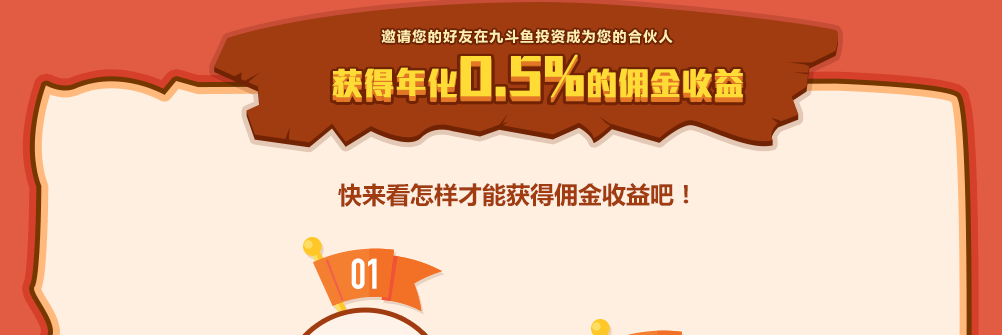 邀请您的好友在九斗鱼投资成为您的合伙人
获得年化0.5%的佣金收益
快来看怎样才能获得佣金收益吧！
01